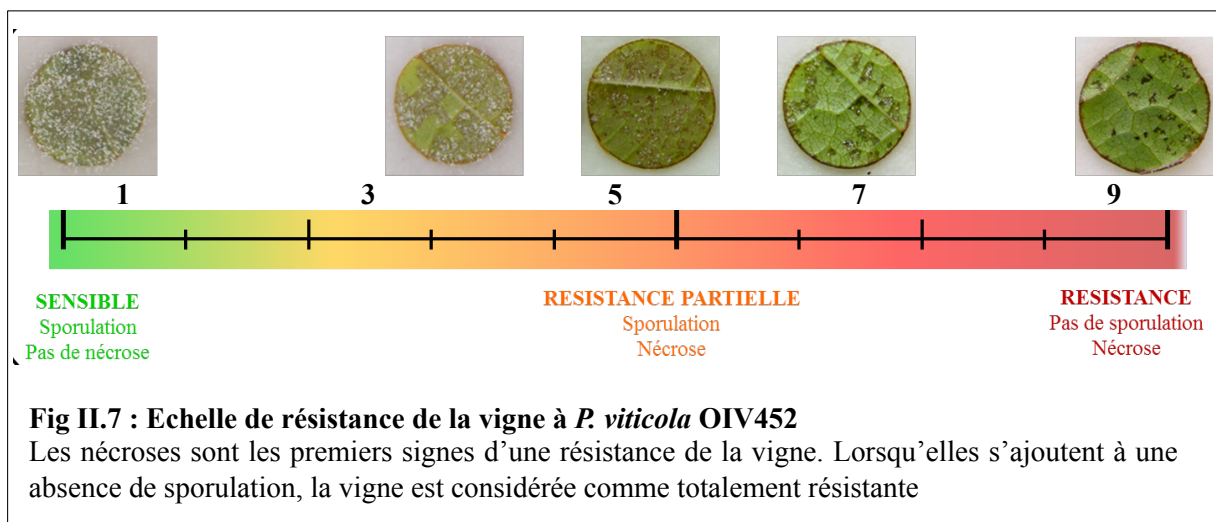 1 3 5 7 9
SENSIBLE
Sporulation
Pas de nécrose
RESISTANCE PARTIELLE
Sporulation
Nécrose
RESISTANCE
Pas de sporulation
Nécrose
Fig II.7 : Echelle de résistance de la vigne à P. viticola OIV452
Les nécroses sont les premiers signes d’une résistance de la vigne. Lorsqu’elles s’ajoutent à une
absence de sporulation, la vigne est considérée comme totalement résistante